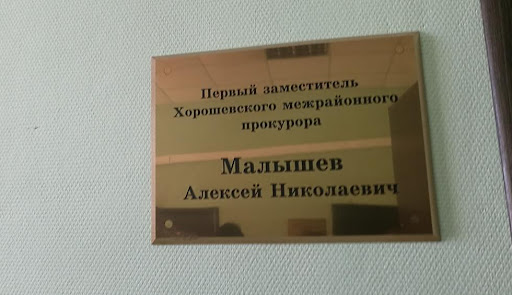 Первый заместитель
Хорошевского межрайонного
прокурора
Малышев
Алексей Николаевич